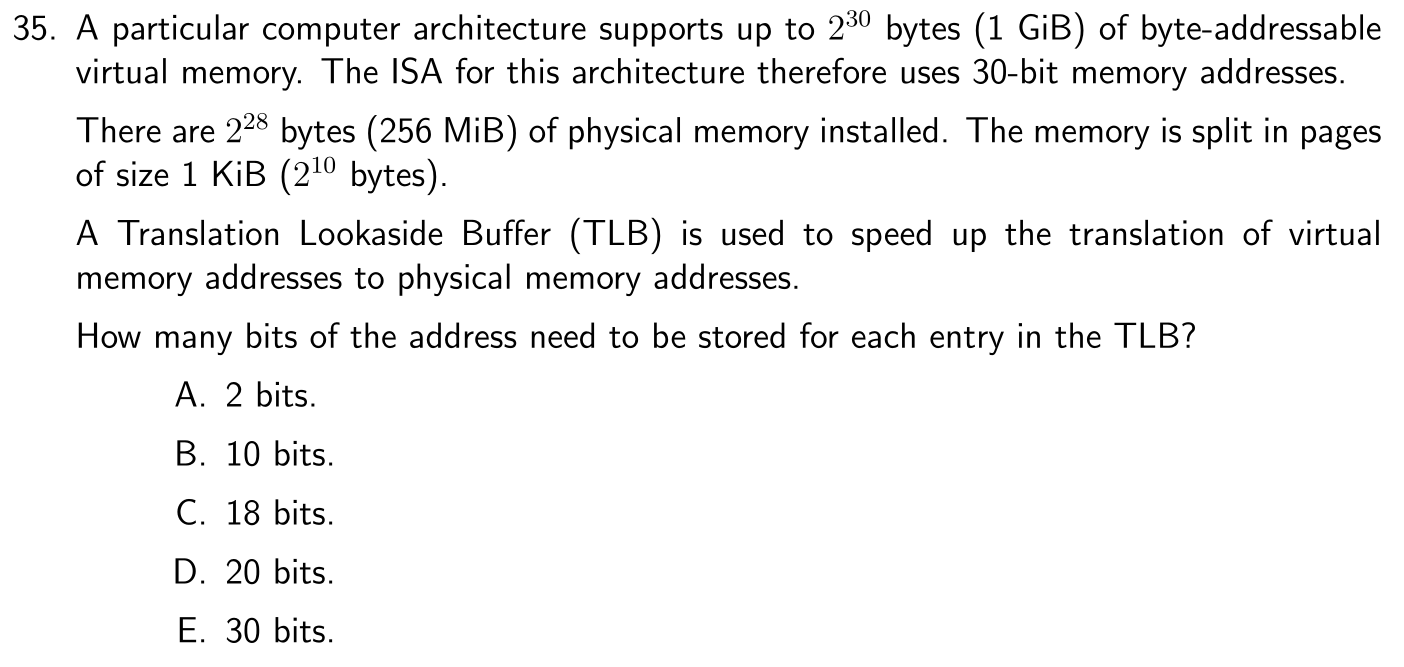 35. A particular computer architecture supports up to 2^30 bytes (1 GiB) of byte-addressable
virtual memory. The ISA for this architecture therefore uses 30-bit memory addresses.
There are 2^28 bytes (256 MiB) of physical memory installed. The memory is split in pages
of size 1 KiB (2^10 bytes).
A Translation Lookaside Buffer (TLB) is used to speed up the translation of virtual
memory addresses to physical memory addresses.
How many bits of the address need to be stored for each entry in the TLB?
A. 2 bits.
B. 10 bits.
C. 18 bits.
D. 20 bits.
E. 30 bits.